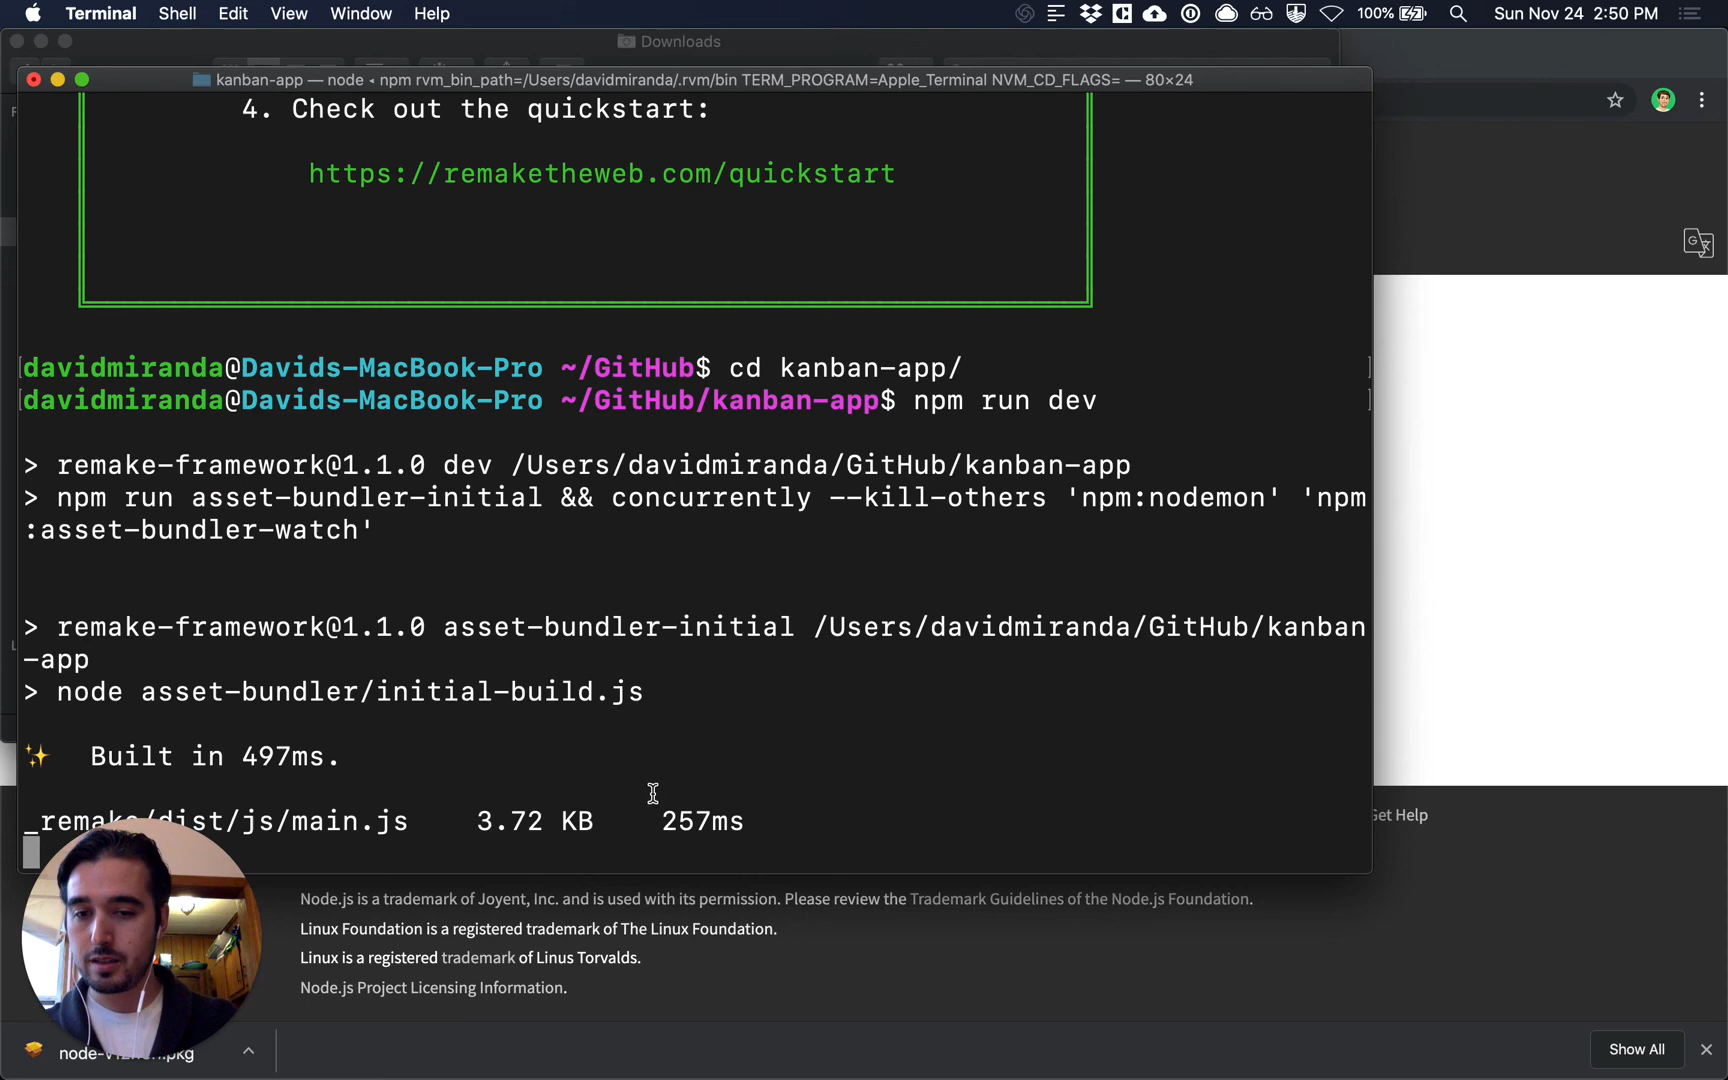 Terminal Shell Edit View Window Help 100% Sun Nov 24 2:50 PM
Downloads
kanban-app — node ◂ npm rvm_bin_path=/Users/davidmiranda/.rvm/bin TERM_PROGRAM=Apple_Terminal NVM_CD_FLAGS= — 80×24
4. Check out the quickstart:
https://remaketheweb.com/quickstart
davidmiranda@Davids-MacBook-Pro ~/GitHub$ cd kanban-app/
davidmiranda@Davids-MacBook-Pro ~/GitHub/kanban-app$ npm run dev
> remake-framework@1.1.0 dev /Users/davidmiranda/GitHub/kanban-app
> npm run asset-bundler-initial && concurrently --kill-others 'npm:nodemon' 'npm
:asset-bundler-watch'
> remake-framework@1.1.0 asset-bundler-initial /Users/davidmiranda/GitHub/kanban
-app
> node asset-bundler/initial-build.js
✨ Built in 497ms.
_remake/dist/js/main.js 3.72 KB 257ms
Get Help
Node.js is a trademark of Joyent, Inc. and is used with its permission. Please review the Trademark Guidelines of the Node.js Foundation.
Linux Foundation is a registered trademark of The Linux Foundation.
Linux is a registered trademark of Linus Torvalds.
Node.js Project Licensing Information.
Show All